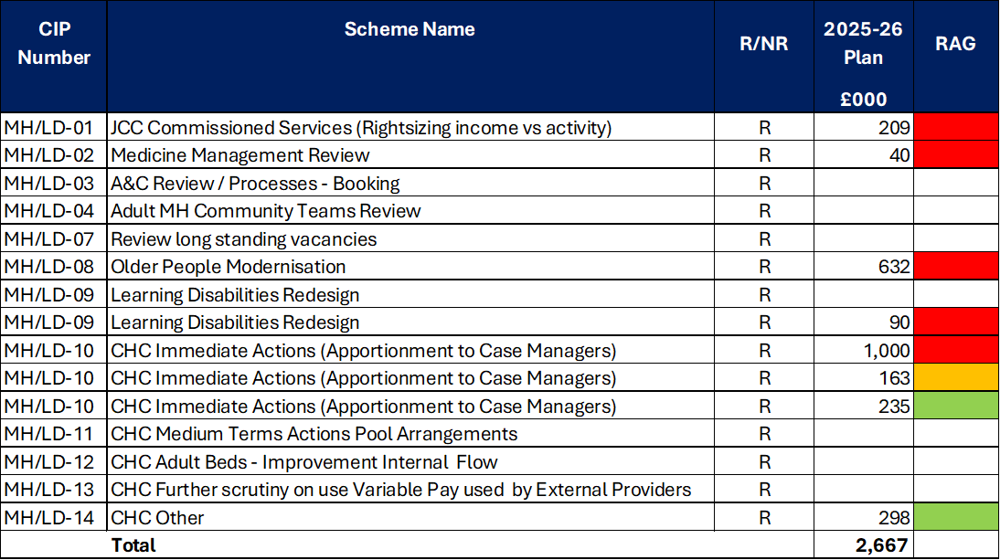 CIP Number Scheme Name R/NR 2025-26 Plan £000 RAG
MH/LD-01 JCC Commissioned Services (Rightsizing income vs activity) R 209
MH/LD-02 Medicine Management Review R 40
MH/LD-03 A&C Review / Processes - Booking R
MH/LD-04 Adult MH Community Teams Review R
MH/LD-07 Review long standing vacancies R
MH/LD-08 Older People Modernisation R 632
MH/LD-09 Learning Disabilities Redesign R
MH/LD-09 Learning Disabilities Redesign R 90
MH/LD-10 CHC Immediate Actions (Apportionment to Case Managers) R 1,000
MH/LD-10 CHC Immediate Actions (Apportionment to Case Managers) R 163
MH/LD-10 CHC Immediate Actions (Apportionment to Case Managers) R 235
MH/LD-11 CHC Medium Terms Actions Pool Arrangements R
MH/LD-12 CHC Adult Beds - Improvement Internal Flow R
MH/LD-13 CHC Further scrutiny on use Variable Pay used by External Providers R
MH/LD-14 CHC Other R 298
Total 2,667